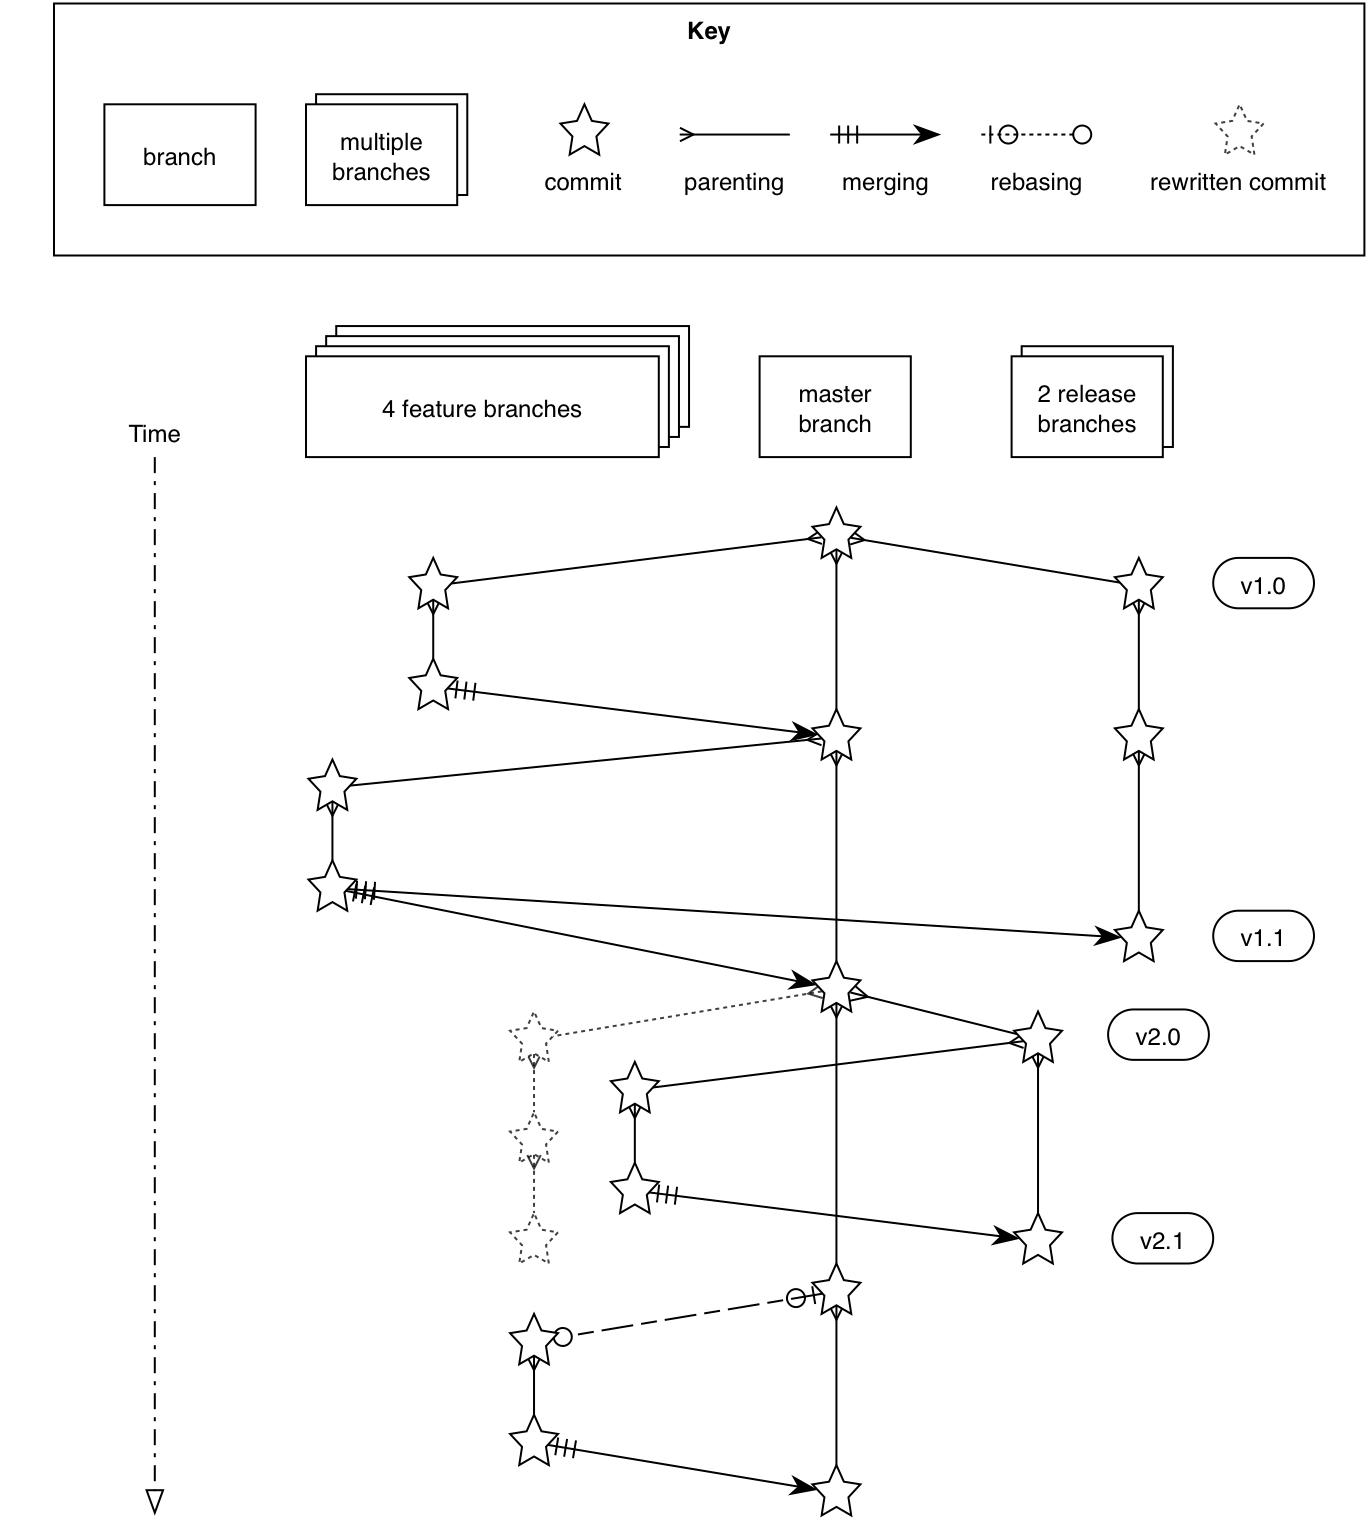 Key
branch
multiple
branches
commit
parenting
merging
rebasing
rewritten commit
4 feature branches
master
branch
2 release
branches
Time
v1.0
v1.1
v2.0
v2.1